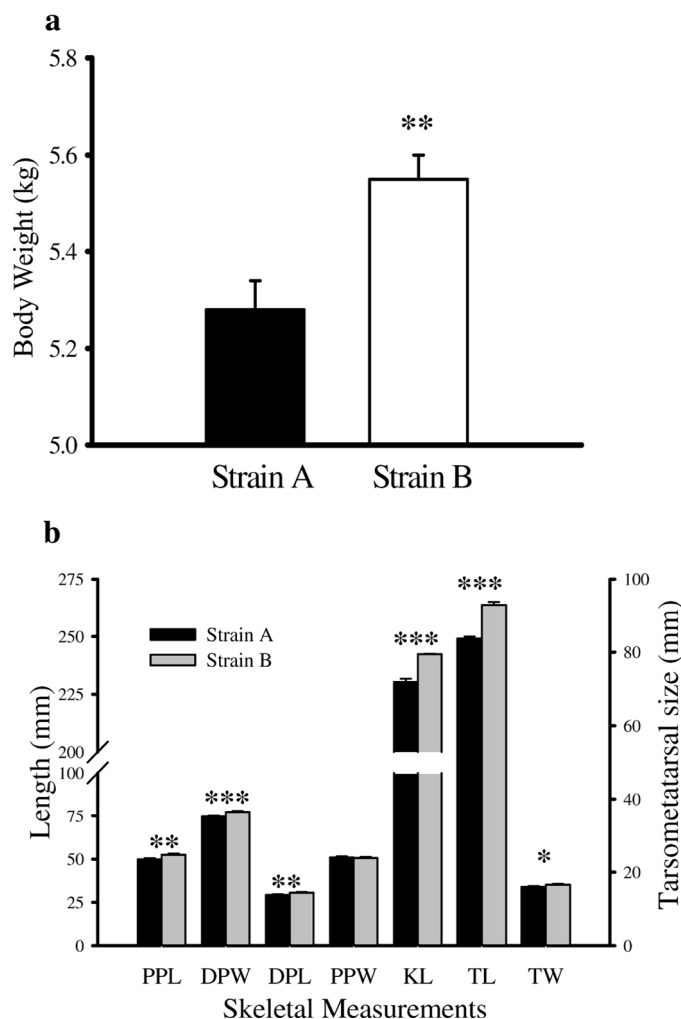 a
5.8
5.6
5.4
5.2
5.0
Body Weight (kg)
**
Strain A
Strain B
b
275
250
225
200
100
75
50
25
0
Length (mm)
Strain A
Strain B
**
***
**
***
***
*
100
80
60
40
20
0
Tarsometatarsal size (mm)
PPL DPW DPL PPW KL TL TW
Skeletal Measurements